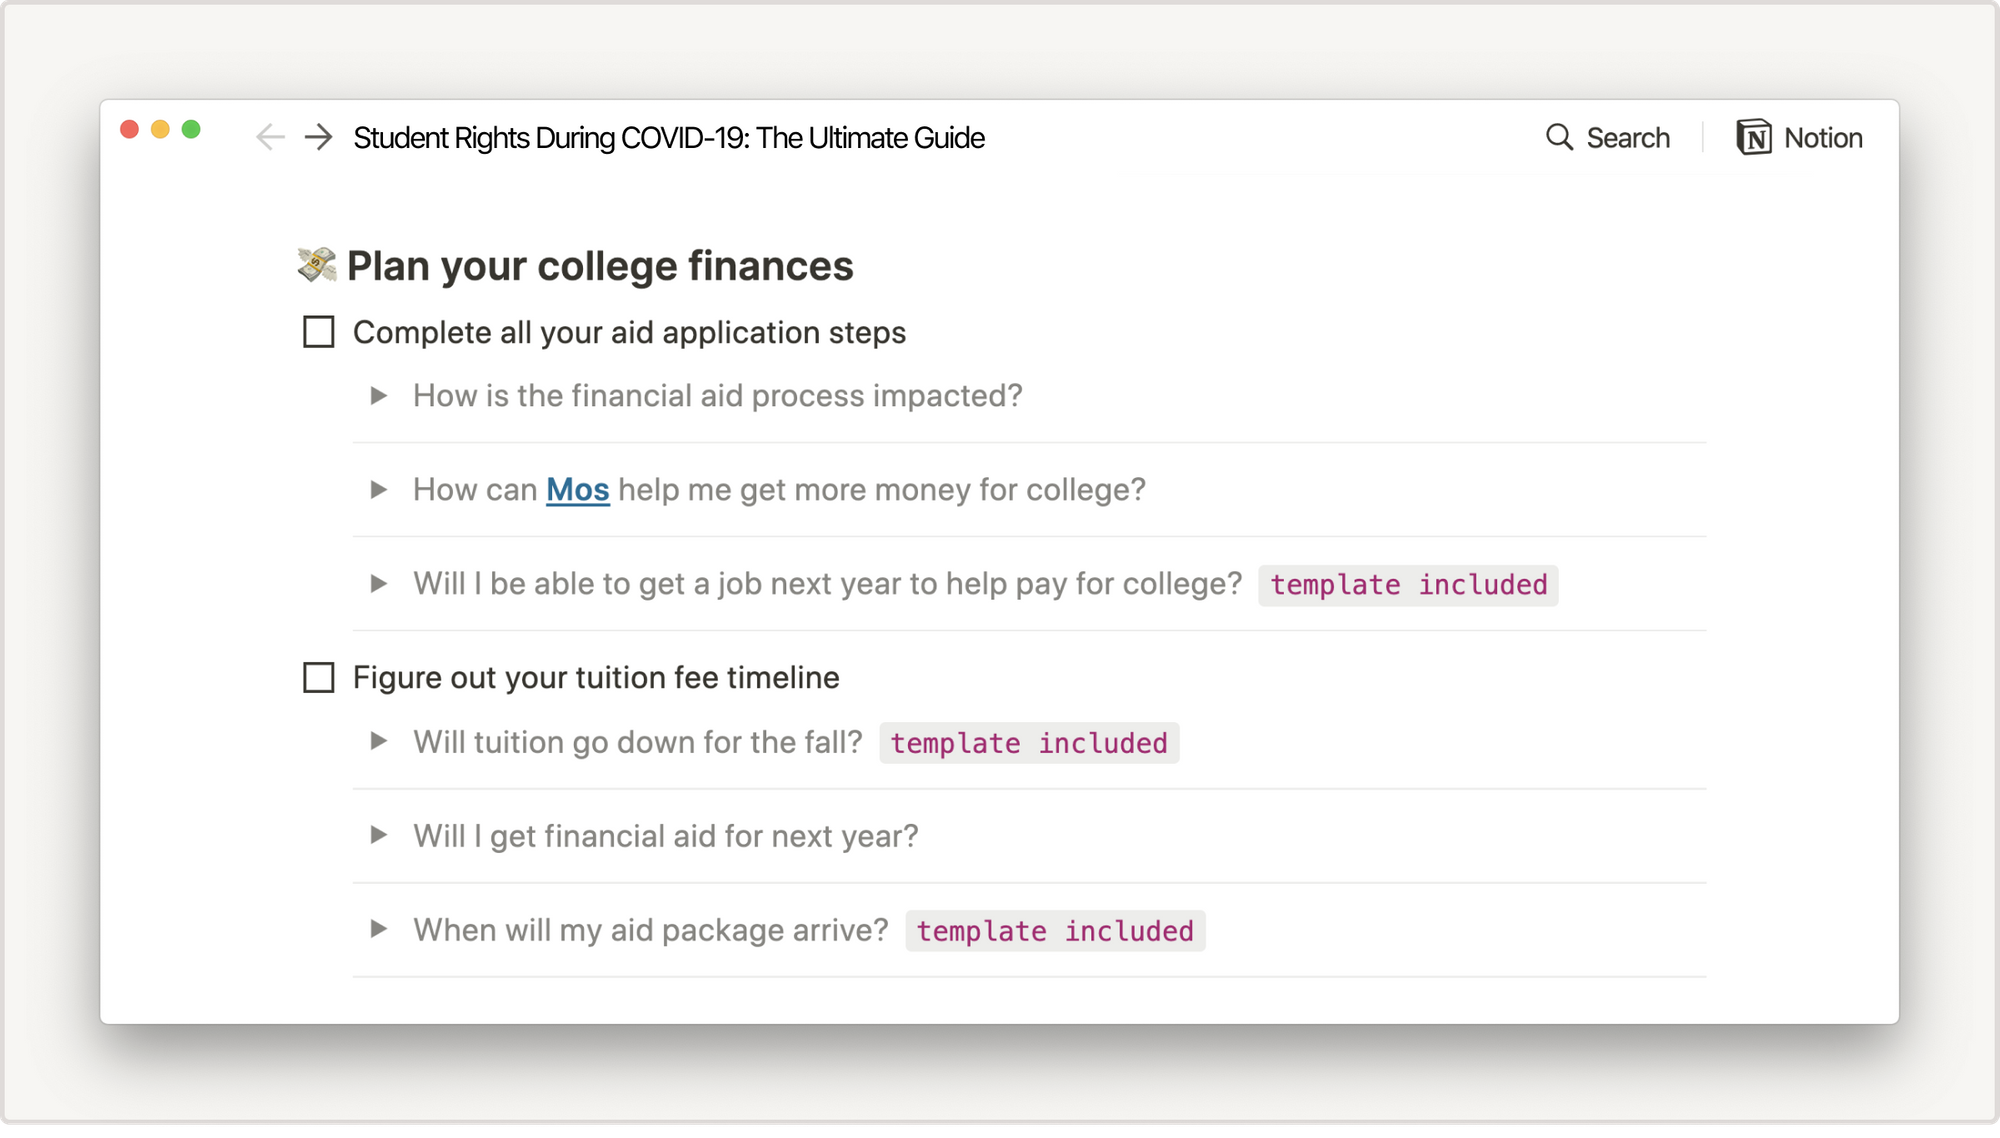 Student Rights During COVID-19: The Ultimate Guide
Search
Notion
Plan your college finances
Complete all your aid application steps
How is the financial aid process impacted?
How can Mos help me get more money for college?
Will I be able to get a job next year to help pay for college? template included
Figure out your tuition fee timeline
Will tuition go down for the fall? template included
Will I get financial aid for next year?
When will my aid package arrive? template included